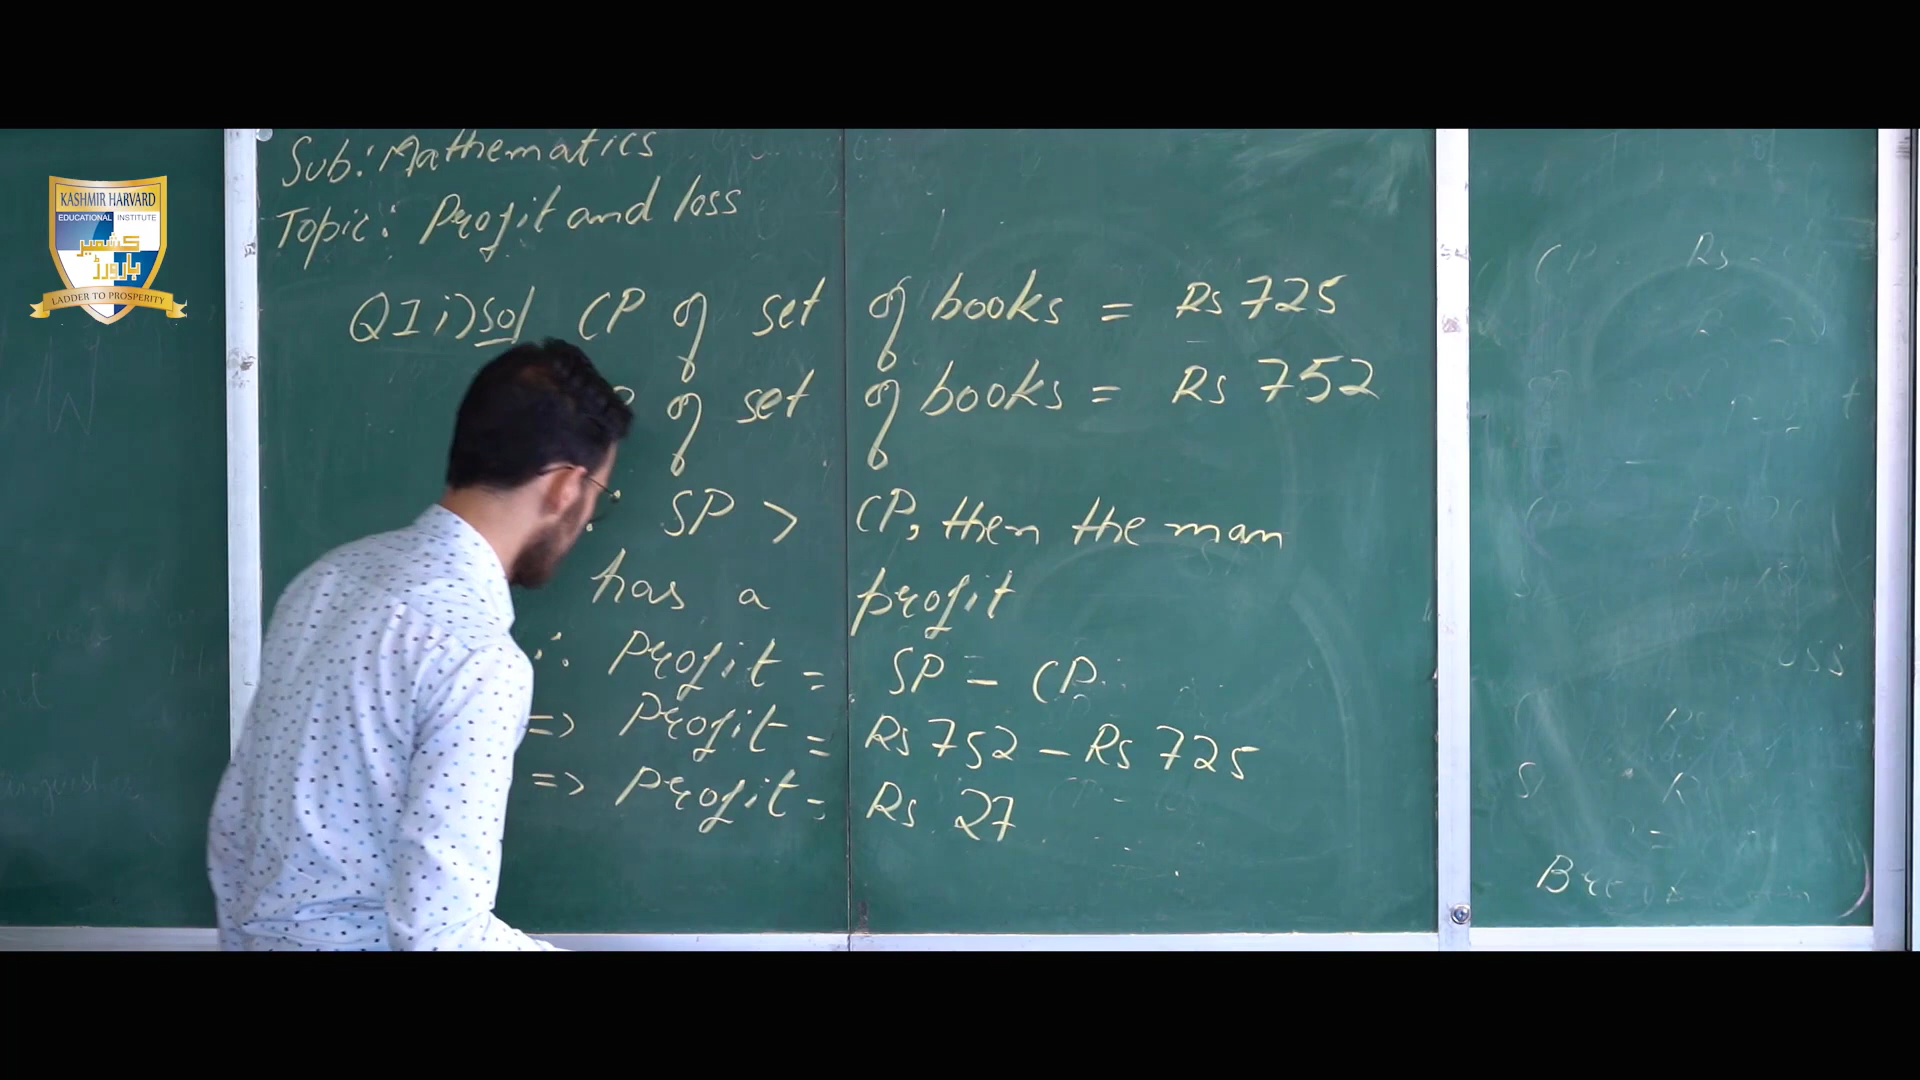 KASHMIR HARVARD
EDUCATIONAL INSTITUTE
کشمیر
ہارورڈ
LADDER TO PROSPERITY
Sub: Mathematics
Topic: Profit and loss
Q1 i) sol CP of set of books = Rs 725
P of set of books = Rs 752
∵ SP > CP, then the man
has a profit
∴ Profit = SP - CP
=> Profit = Rs 752 - Rs 725
=> Profit = Rs 27